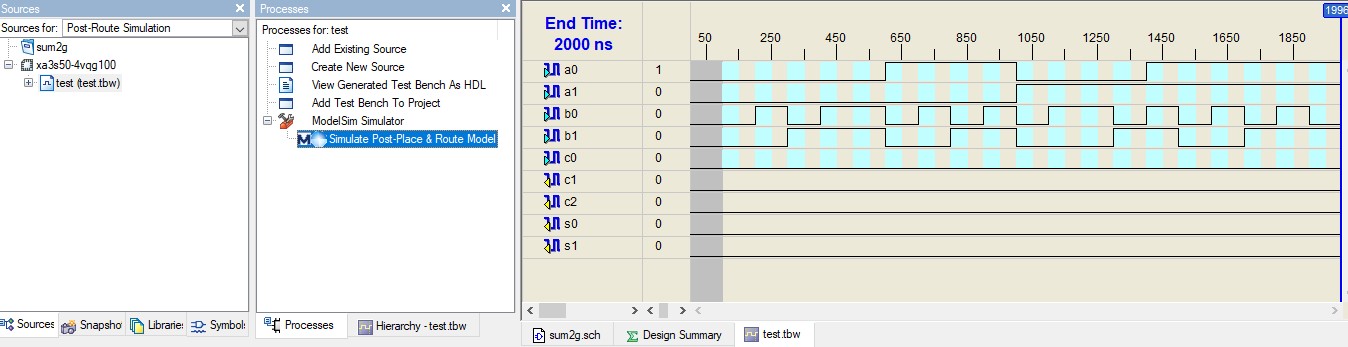 Sources
Sources for: Post-Route Simulation
sum2g
xa3s50-4vqg100
test (test.tbw)
Sources
Snapsho
Libraries
Symbols
Processes
Processes for: test
Add Existing Source
Create New Source
View Generated Test Bench As HDL
Add Test Bench To Project
ModelSim Simulator
Simulate Post-Place & Route Model
Processes
Hierarchy - test.tbw
End Time:
2000 ns
1996
50 250 450 650 850 1050 1250 1450 1650 1850
a0 1
a1 0
b0 0
b1 0
c0 0
c1 0
c2 0
s0 0
s1 0
sum2g.sch
Design Summary
test.tbw